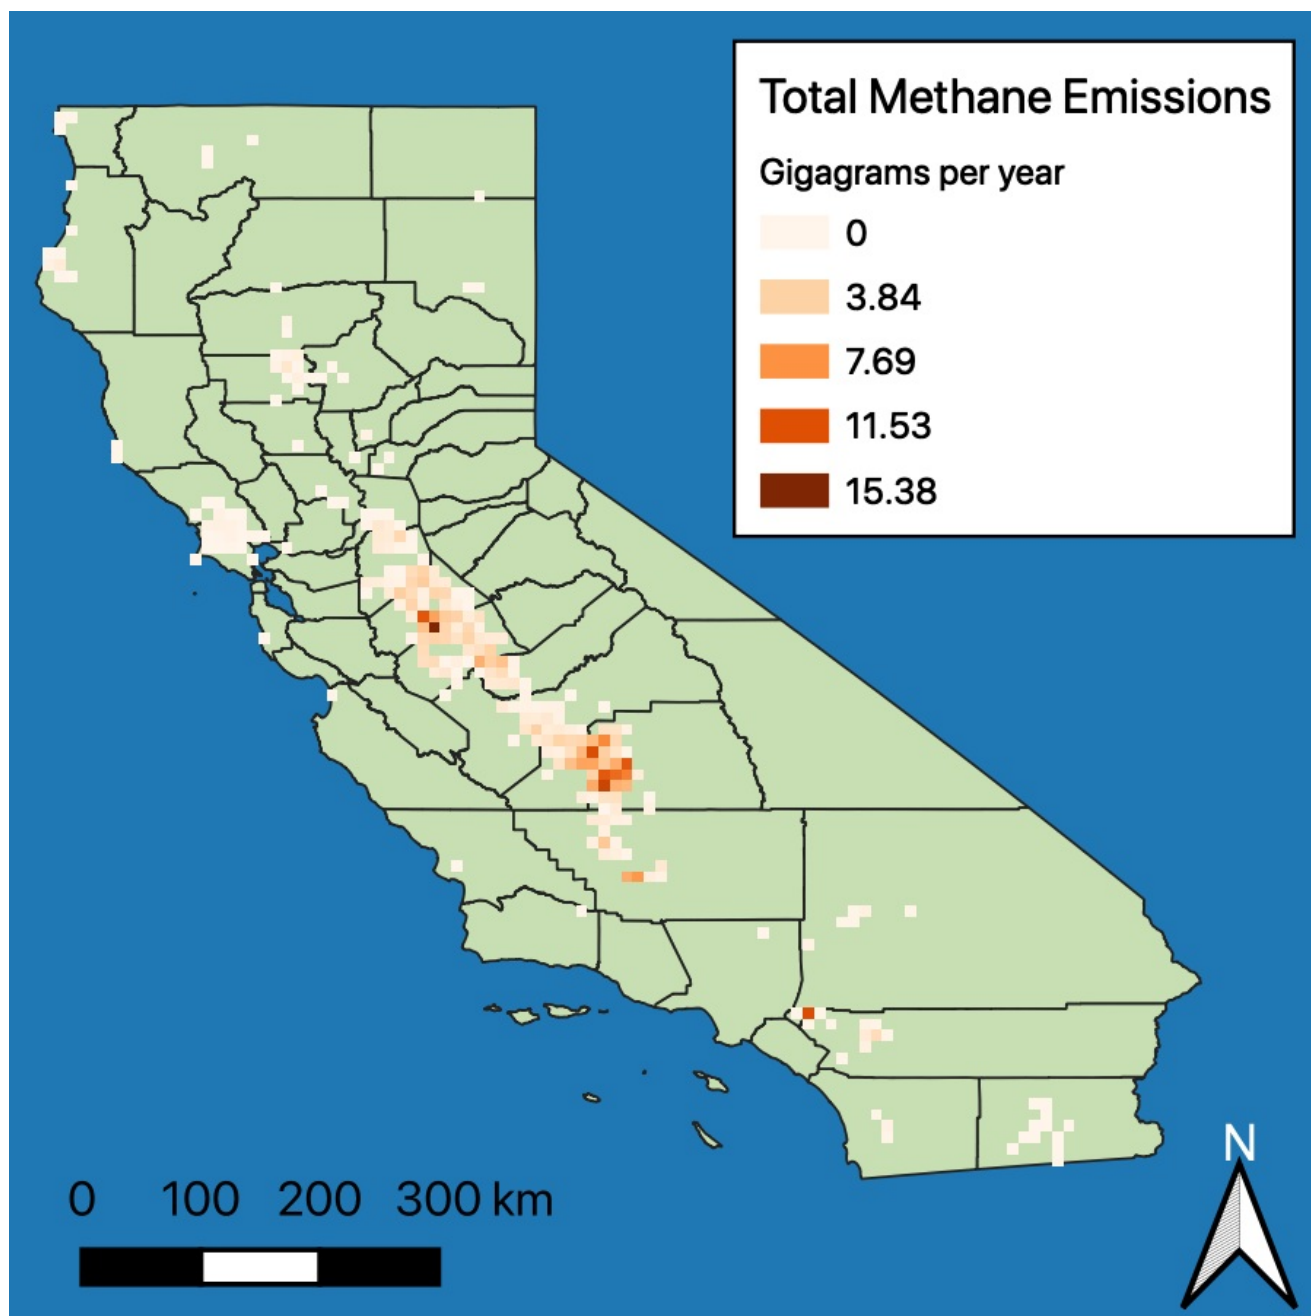 Total Methane Emissions
Gigagrams per year
0
3.84
7.69
11.53
15.38
N
0 100 200 300 km